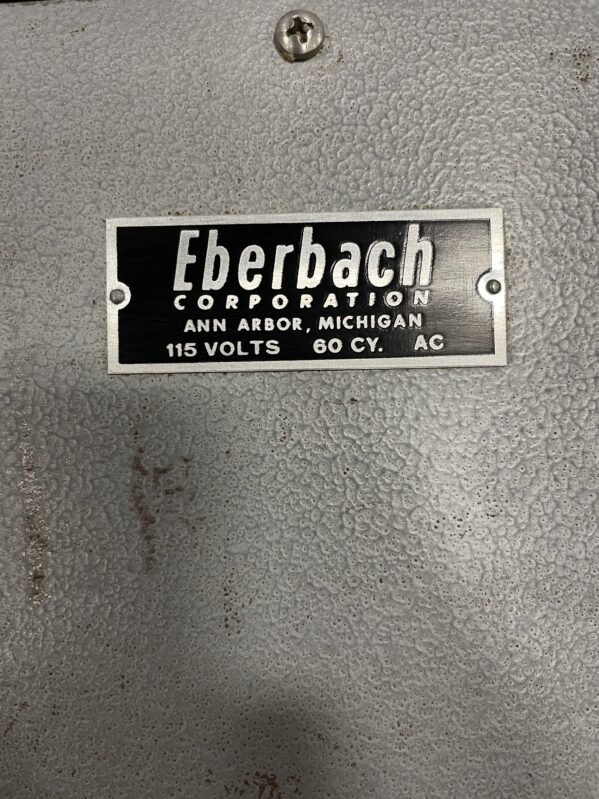 Eberbach
CORPORATION
ANN ARBOR, MICHIGAN
115 VOLTS 60 CY. AC